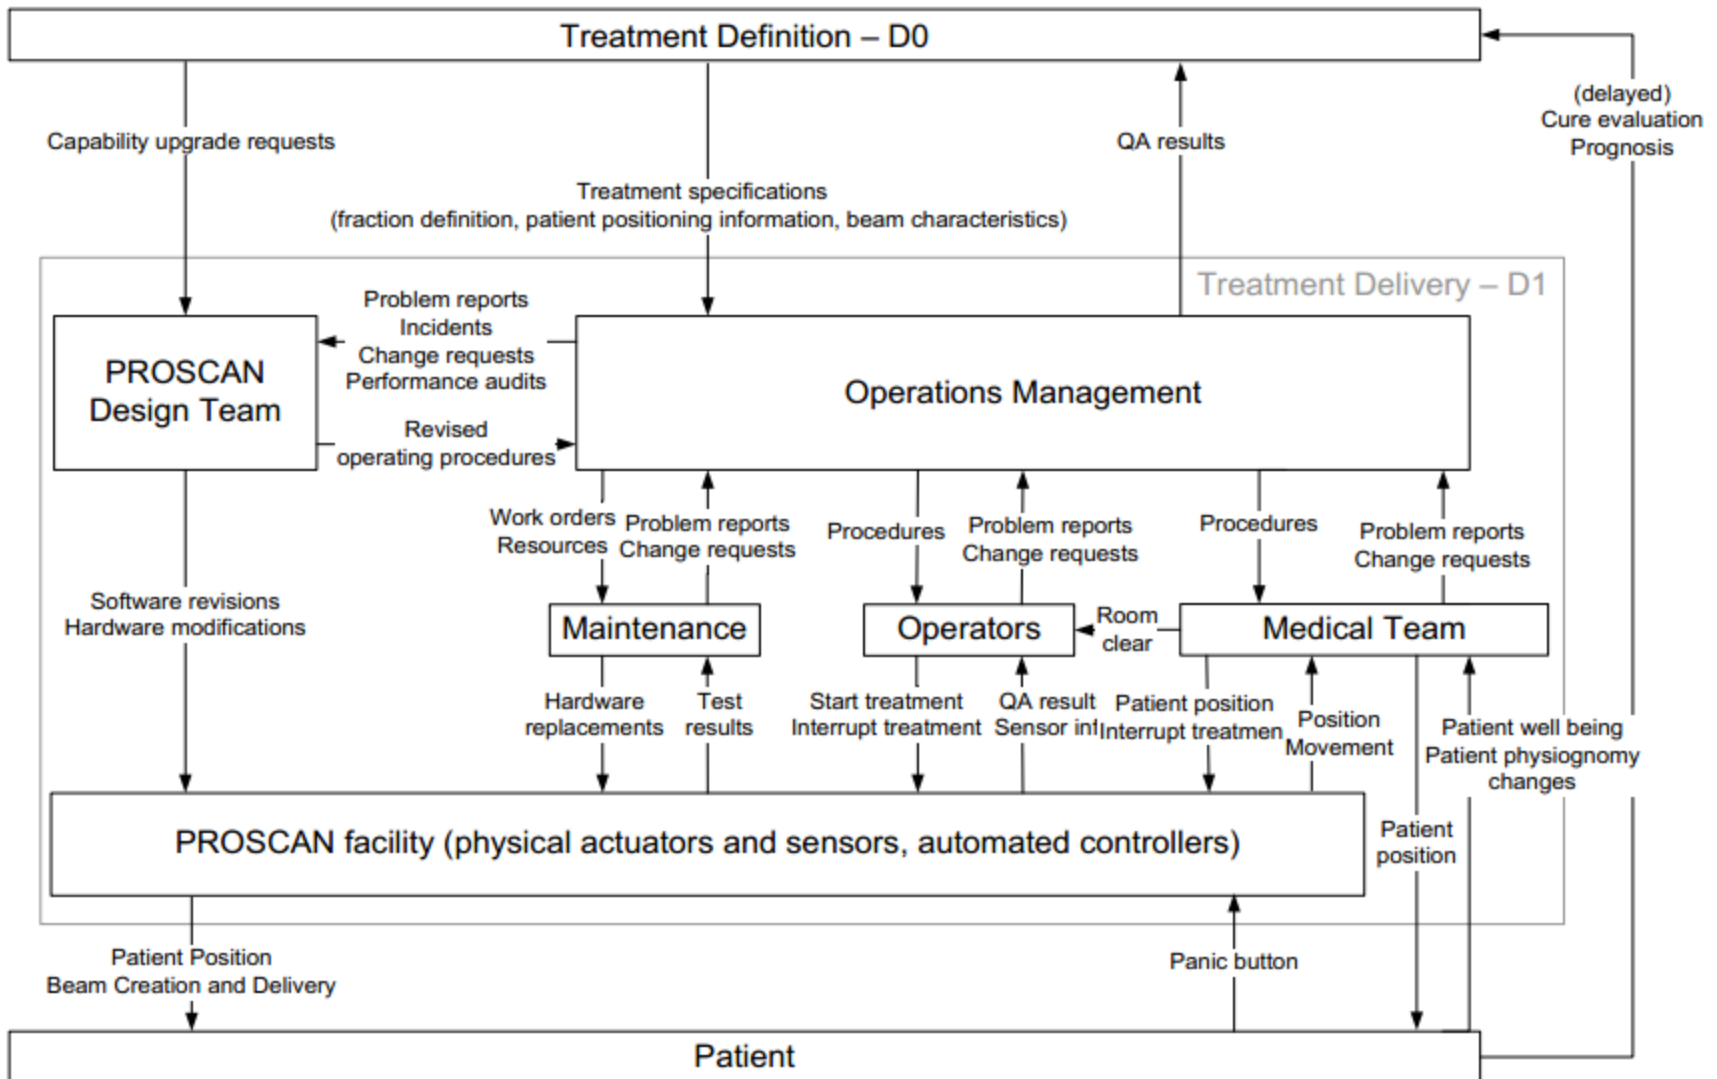 Treatment Definition – D0
(delayed)
Cure evaluation
Prognosis
Capability upgrade requests
QA results
Treatment specifications
(fraction definition, patient positioning information, beam characteristics)
Treatment Delivery – D1
Problem reports
Incidents
Change requests
Performance audits
PROSCAN
Design Team
Operations Management
Revised
operating procedures
Work orders
Resources
Problem reports
Change requests
Procedures
Problem reports
Change requests
Procedures
Problem reports
Change requests
Software revisions
Hardware modifications
Maintenance
Operators
Room
clear
Medical Team
Hardware
replacements
Test
results
Start treatment
Interrupt treatment
QA result
Sensor inf
Patient position
Interrupt treatmen
Position
Movement
Patient well being
Patient physiognomy
changes
PROSCAN facility (physical actuators and sensors, automated controllers)
Patient
position
Patient Position
Beam Creation and Delivery
Panic button
Patient